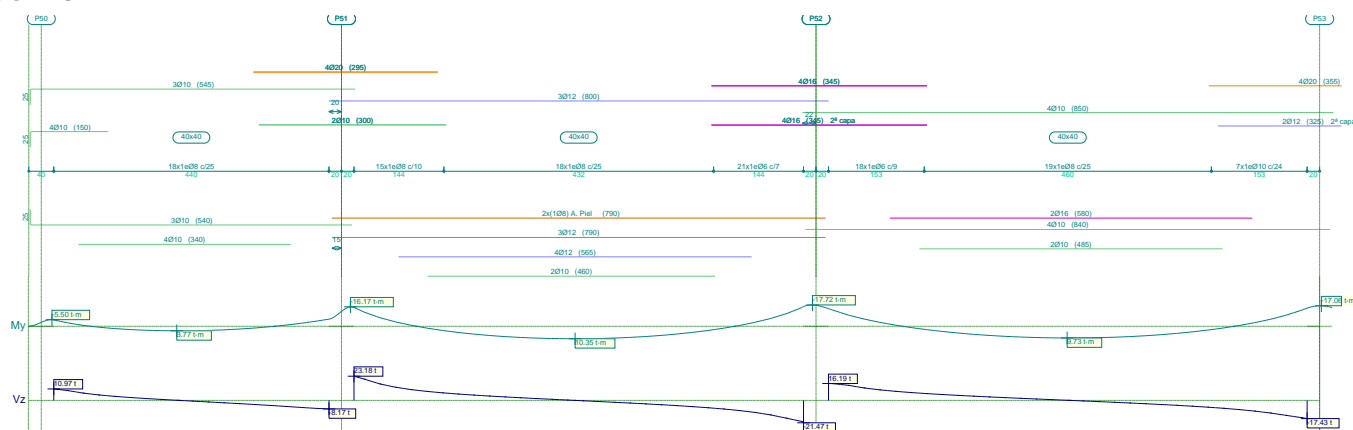 P50 P51 P52 P53
4Ø20 (295)
3Ø10 (545) 4Ø16 (345) 4Ø20 (355)
25 20 3Ø12 (800)
4Ø10 (850)
22
4Ø10 (150) 2Ø10 (300) 4Ø16 (345) 2ª capa 2Ø12 (325) 2ª capa
25 40x40 40x40 40x40
18x1eØ8 c/25 15x1eØ8 c/10 18x1eØ8 c/25 21x1eØ6 c/7 18x1eØ6 c/9 19x1eØ8 c/25 7x1eØ10 c/24
40 440 20 20 144 432 144 20 20 153 460 153 20
25 2x(1Ø8) A. Piel (790) 2Ø16 (580)
3Ø10 (540) 4Ø10 (840)
15 3Ø12 (790)
4Ø10 (340) 2Ø10 (485)
4Ø12 (565)
2Ø10 (460)
-5.50 t·m -16.17 t·m -17.72 t·m -17.06 t·m
My
10.35 t·m 9.73 t·m
10.97 t 23.18 t 16.19 t
Vz
-8.17 t -21.47 t -17.43 t